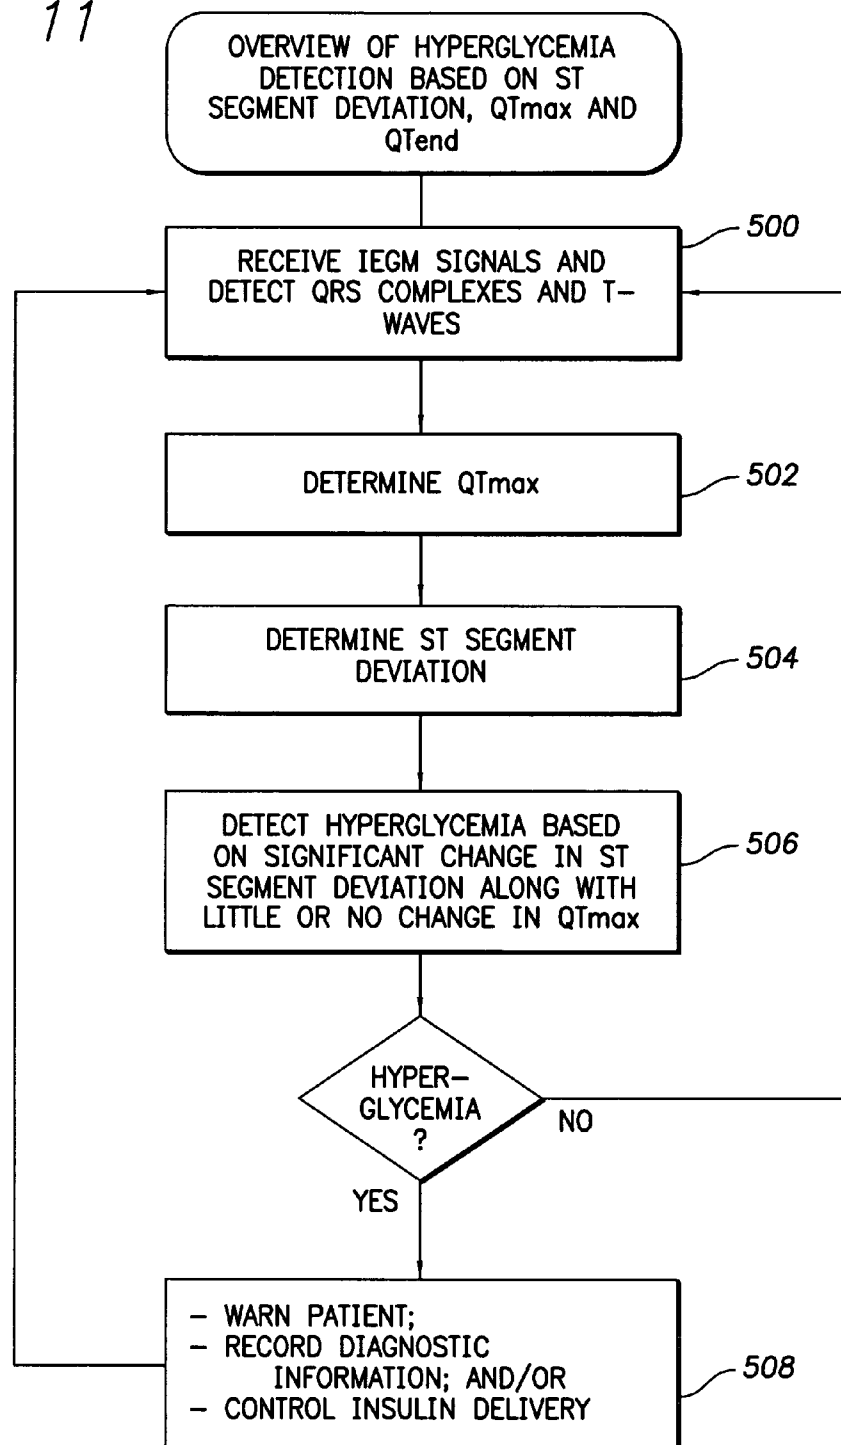 11
OVERVIEW OF HYPERGLYCEMIA
DETECTION BASED ON ST
SEGMENT DEVIATION, QTmax AND
QTend
500
RECEIVE IEGM SIGNALS AND
DETECT QRS COMPLEXES AND T-
WAVES
DETERMINE QTmax
502
DETERMINE ST SEGMENT
DEVIATION
504
DETECT HYPERGLYCEMIA BASED
ON SIGNIFICANT CHANGE IN ST
SEGMENT DEVIATION ALONG WITH
LITTLE OR NO CHANGE IN QTmax
506
HYPER-
GLYCEMIA
?
NO
YES
- WARN PATIENT;
- RECORD DIAGNOSTIC
INFORMATION; AND/OR
- CONTROL INSULIN DELIVERY
508